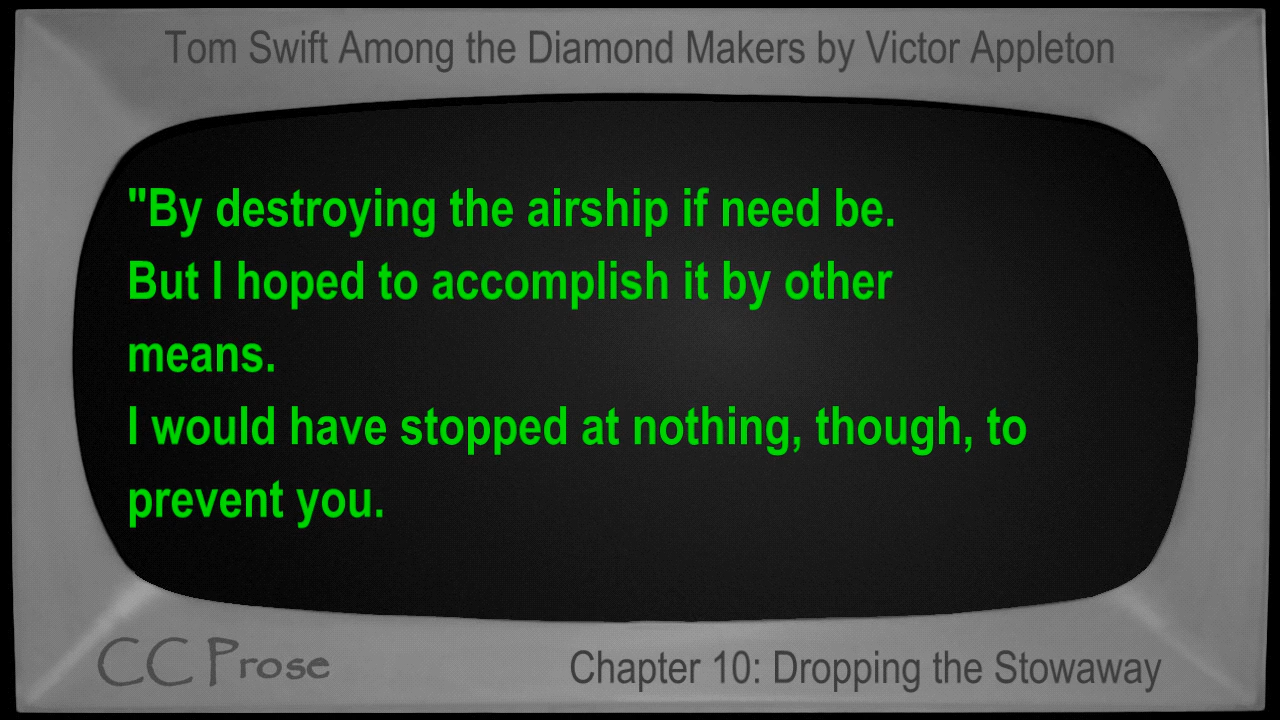 Tom Swift Among the Diamond Makers by Victor Appleton
"By destroying the airship if need be.
But I hoped to accomplish it by other
means.
I would have stopped at nothing, though, to
prevent you.
CC Prose
Chapter 10: Dropping the Stowaway